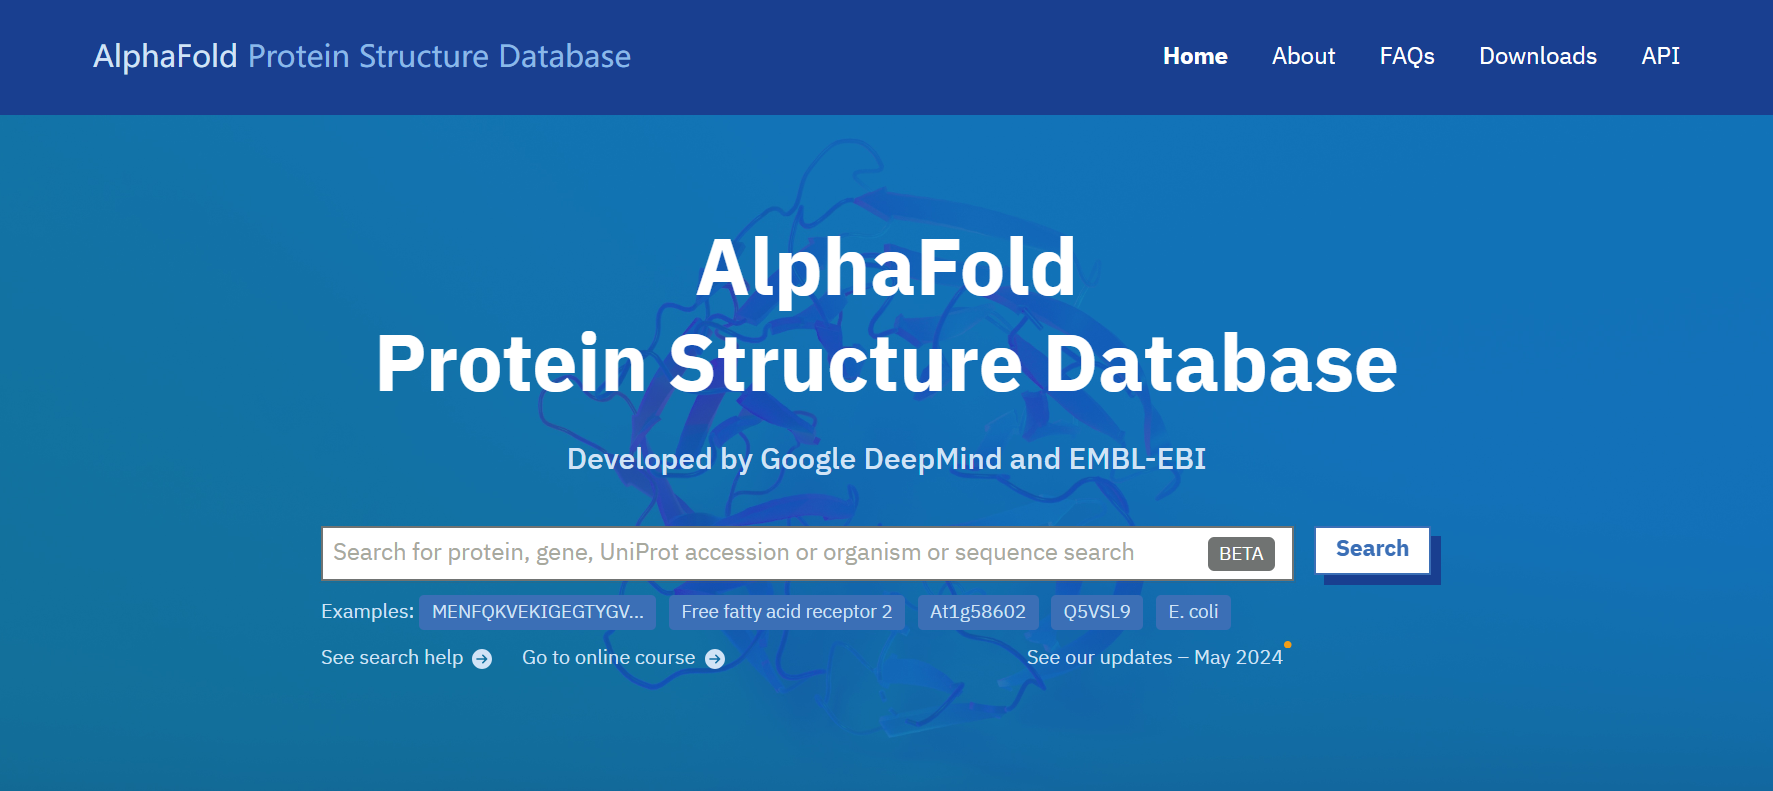 AlphaFold Protein Structure Database
Home About FAQs Downloads API
AlphaFold
Protein Structure Database
Developed by Google DeepMind and EMBL-EBI
Search for protein, gene, UniProt accession or organism or sequence search BETA Search
Examples: MENFQKVEKIGEGTYGV... Free fatty acid receptor 2 At1g58602 Q5VSL9 E. coli
See search help Go to online course See our updates – May 2024